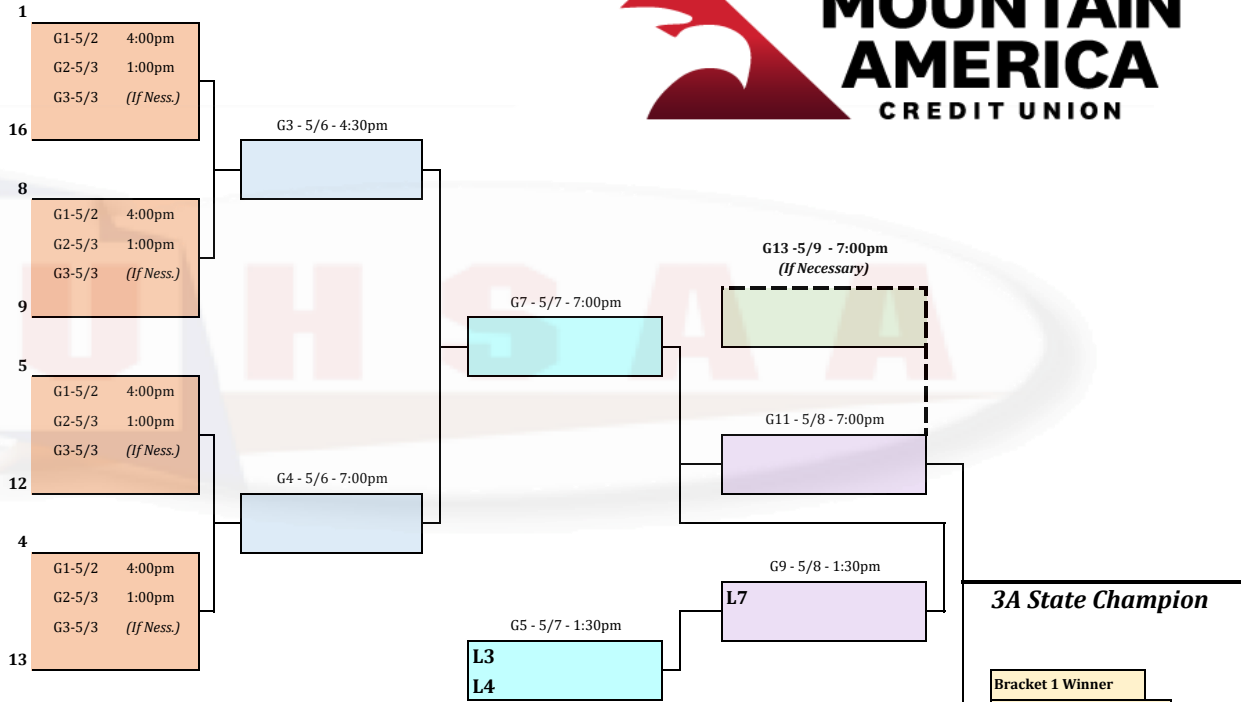 MOUNTAIN
AMERICA
CREDIT UNION
1
G1-5/2 4:00pm
G2-5/3 1:00pm
G3-5/3 (If Ness.)
16
G3 - 5/6 - 4:30pm
8
G1-5/2 4:00pm
G2-5/3 1:00pm
G3-5/3 (If Ness.)
9
G13 -5/9 - 7:00pm
(If Necessary)
UHSAA
G7 - 5/7 - 7:00pm
5
G1-5/2 4:00pm
G2-5/3 1:00pm
G3-5/3 (If Ness.)
12
G11 - 5/8 - 7:00pm
G4 - 5/6 - 7:00pm
4
G1-5/2 4:00pm
G2-5/3 1:00pm
G3-5/3 (If Ness.)
13
G9 - 5/8 - 1:30pm
L7
3A State Champion
G5 - 5/7 - 1:30pm
L3
L4
Bracket 1 Winner